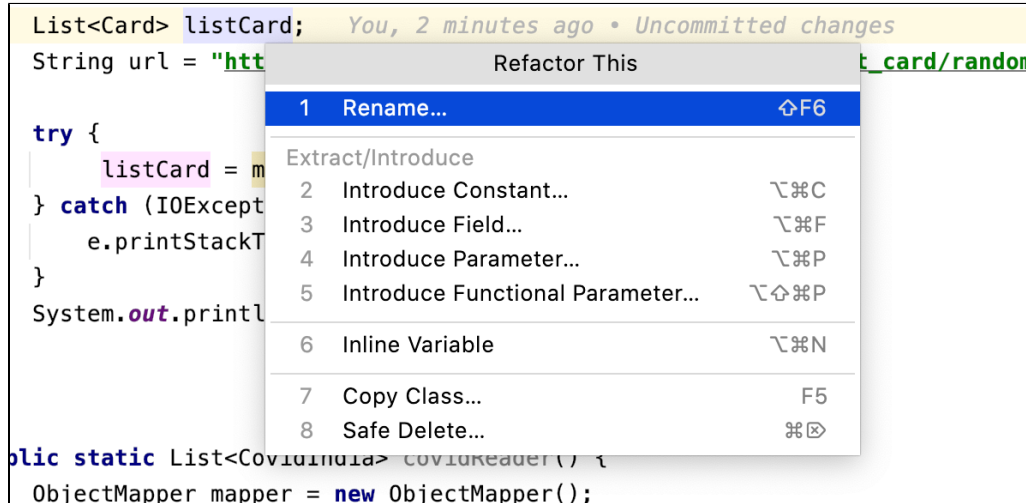 List<Card> listCard; You, 2 minutes ago • Uncommitted changes
String url = "htt t_card/random
Refactor This
1 Rename... ⇧F6
try {
Extract/Introduce
listCard = m
2 Introduce Constant... ⌥⌘C
} catch (IOExcept
3 Introduce Field... ⌥⌘F
e.printStackT
4 Introduce Parameter... ⌥⌘P
}
5 Introduce Functional Parameter... ⌥⇧⌘P
System.out.printl
6 Inline Variable ⌥⌘N
7 Copy Class... F5
8 Safe Delete... ⌘⌦
blic static List<CovidIndia> covidReader() {
ObjectMapper mapper = new ObjectMapper();